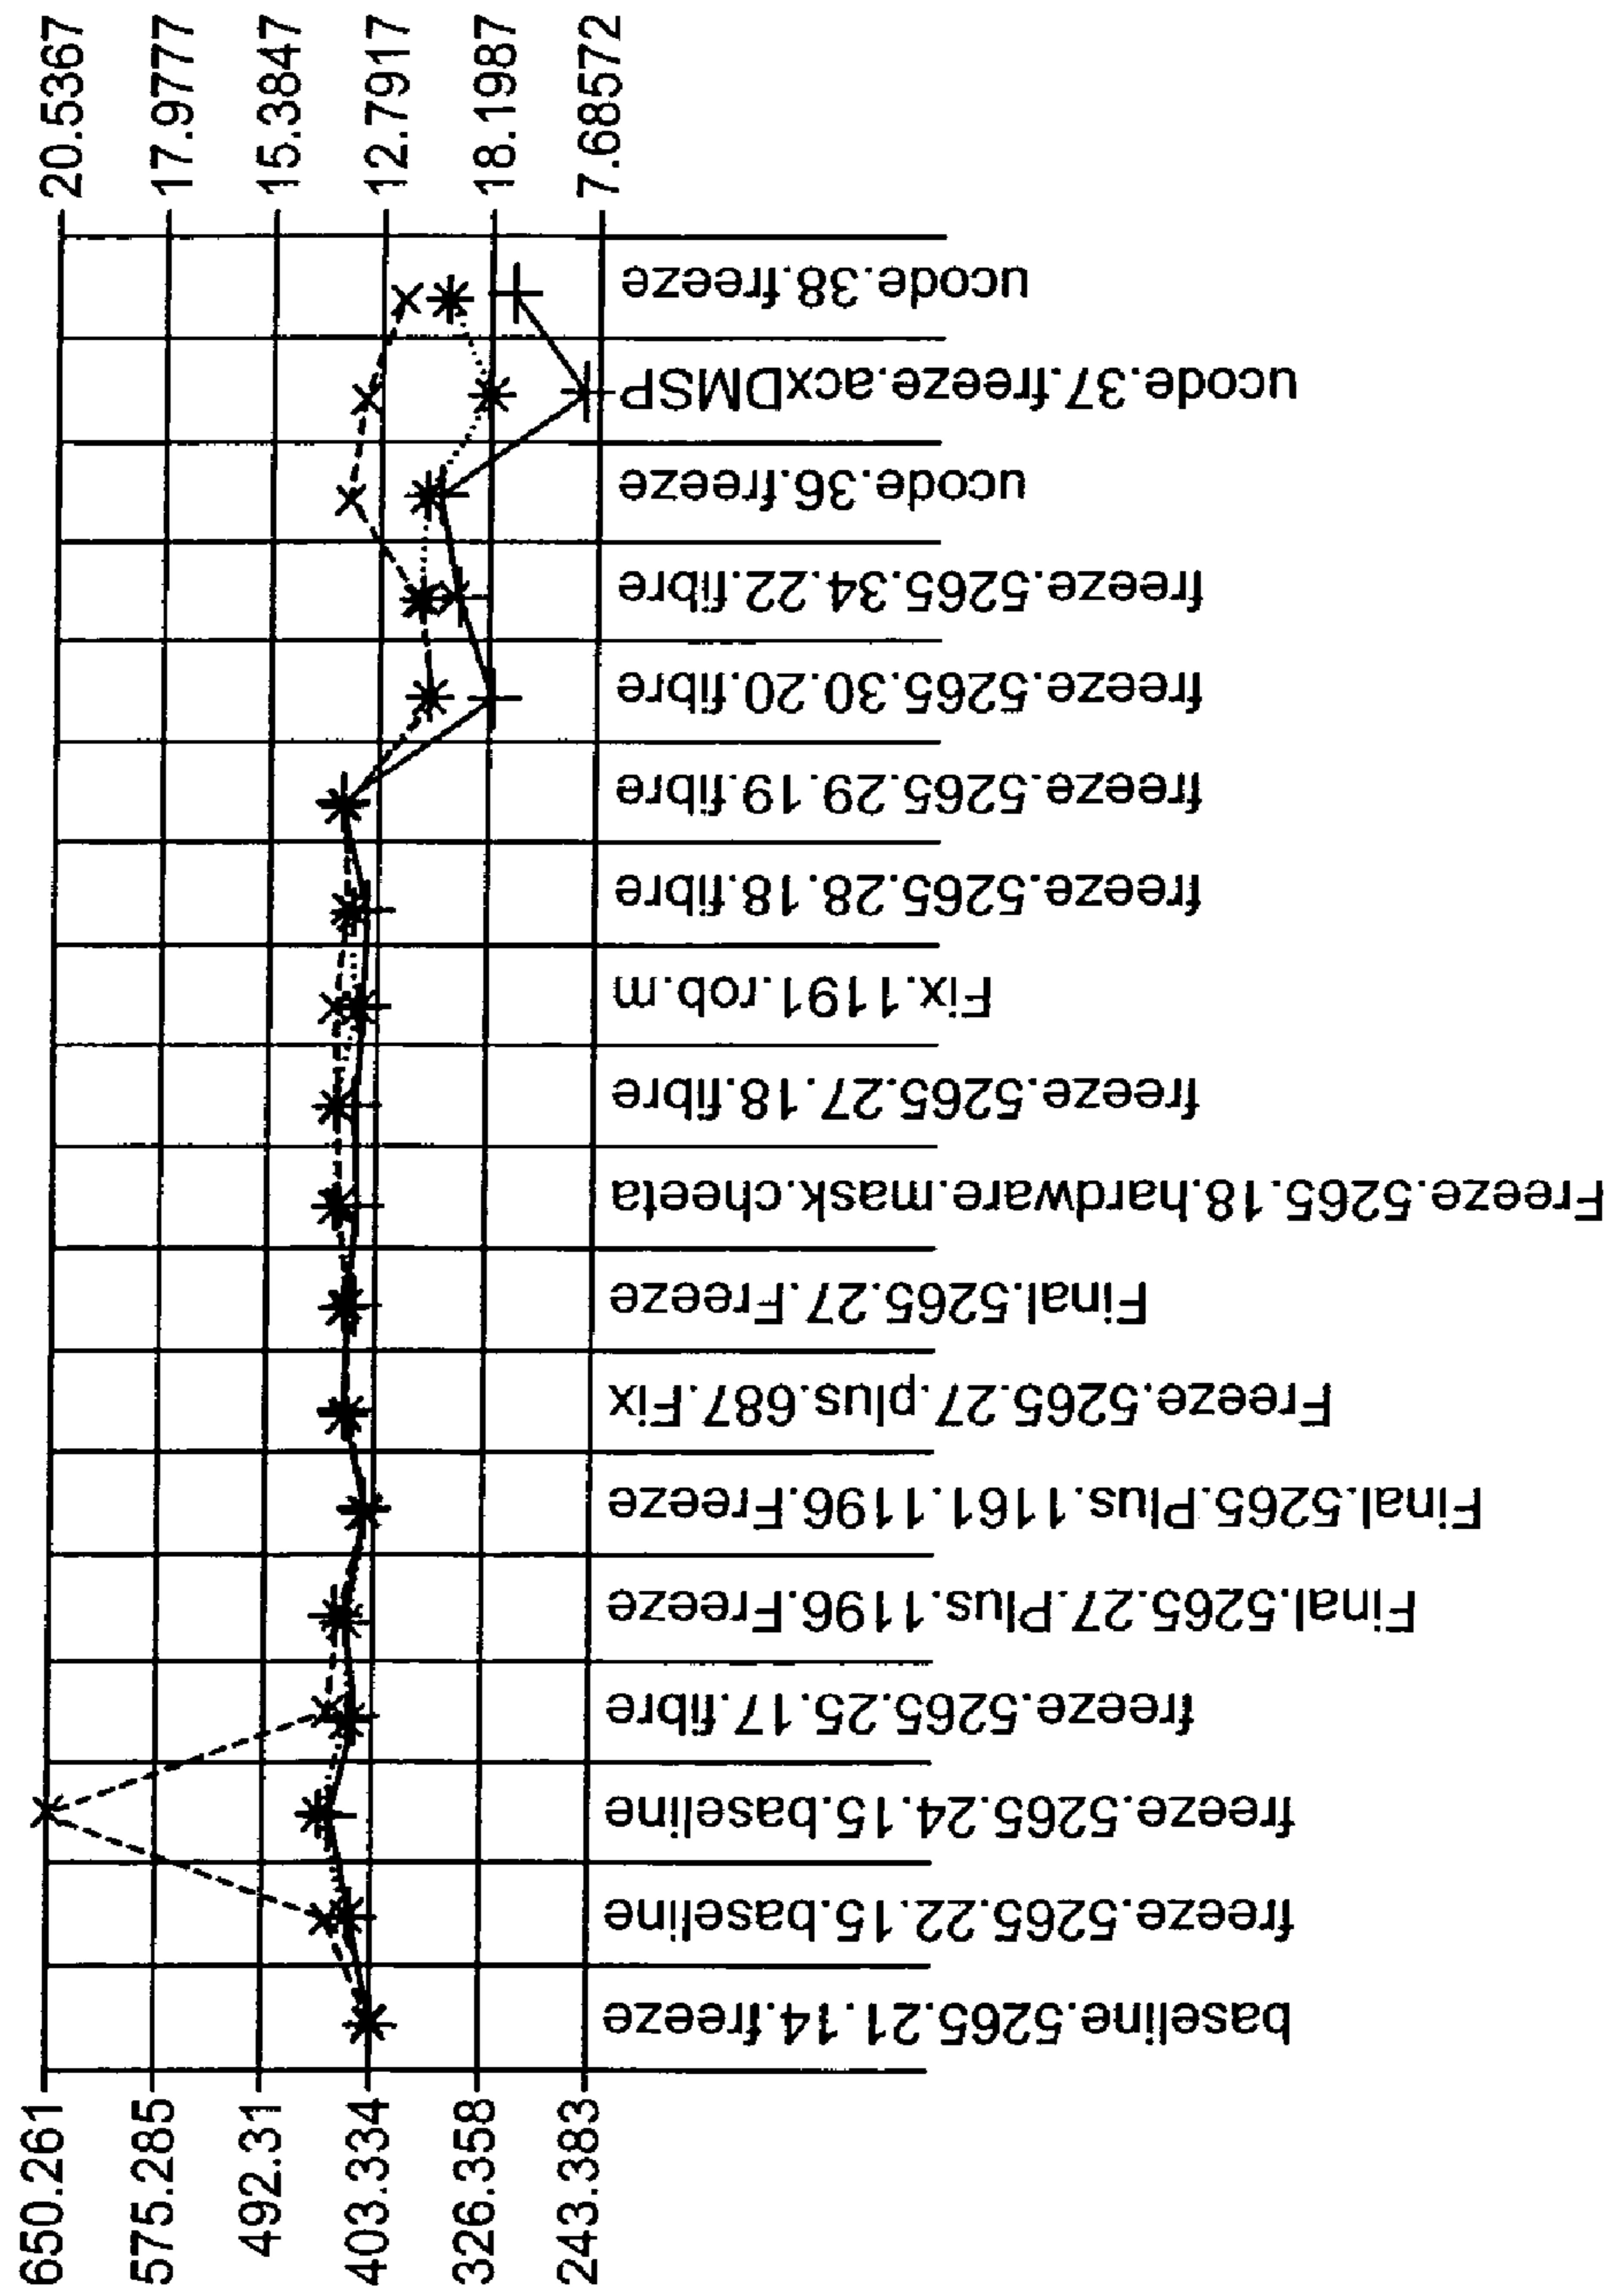 650.261
575.285
492.31
403.334
326.358
243.383
20.5367
17.9777
15.3847
12.7917
18.1987
7.68572
baseline.5265.21.14.freeze
freeze.5265.22.15.baseline
freeze.5265.24.15.baseline
freeze.5265.25.17.fibre
Final.5265.27.Plus.1196.Freeze
Final.5265.Plus.1161.1196.Freeze
Freeze.5265.27.plus.687.Fix
Final.5265.27.Freeze
Freeze.5265.18.hardware.mask.cheeta
freeze.5265.27.18.fibre
Fix.1191.rob.m
freeze.5265.28.18.fibre
freeze.5265.29.19.fibre
freeze.5265.30.20.fibre
freeze.5265.34.22.fibre
ucode.36.freeze
ucode.37.freeze.acxDMSP
ucode.38.freeze